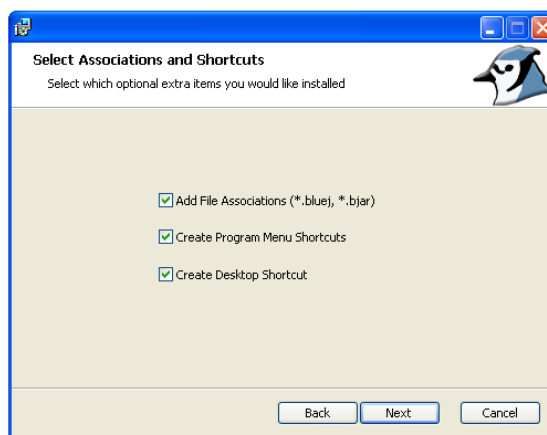 Select Associations and Shortcuts
Select which optional extra items you would like installed
Add File Associations (*.bluej, *.bjar)
Create Program Menu Shortcuts
Create Desktop Shortcut
Back Next Cancel